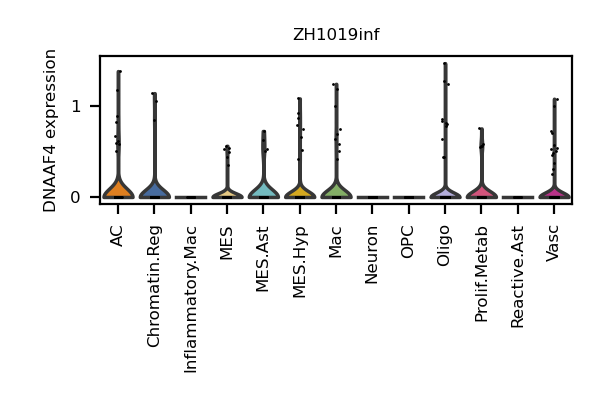 ZH1019inf
DNAAF4 expression
1
0
AC
Chromatin.Reg
Inflammatory.Mac
MES
MES.Ast
MES.Hyp
Mac
Neuron
OPC
Oligo
Prolif.Metab
Reactive.Ast
Vasc